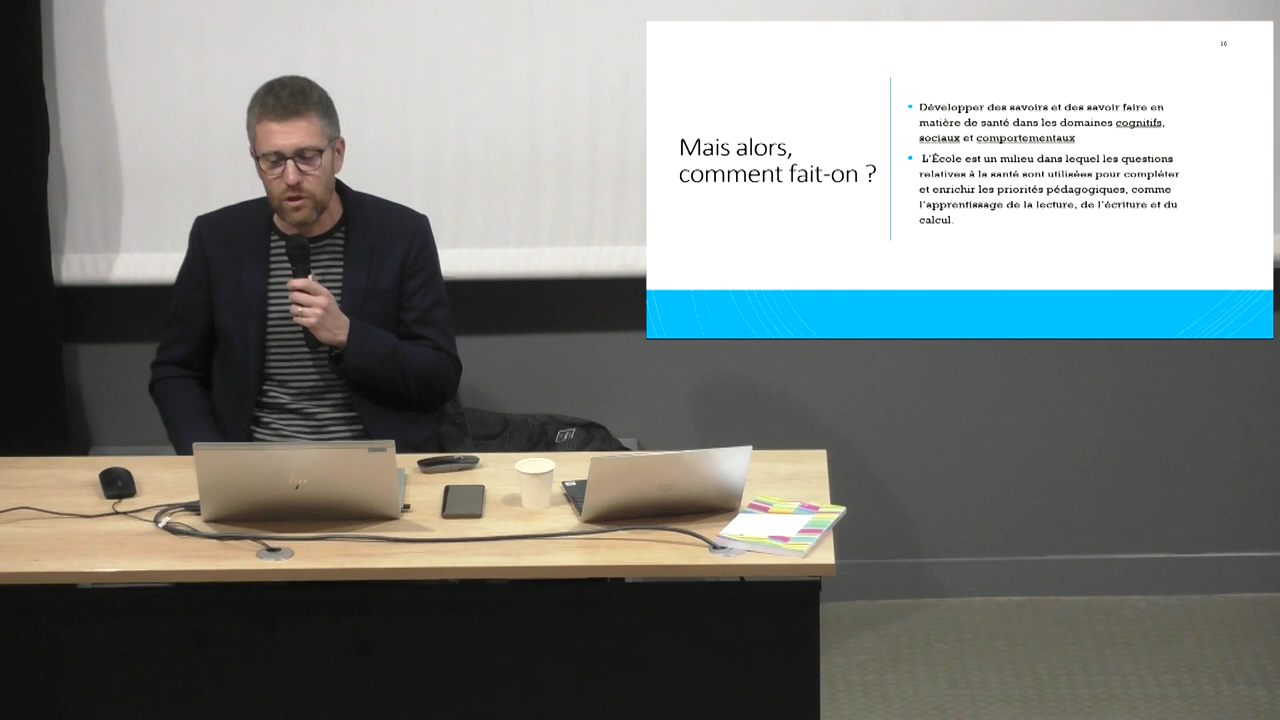 16
Mais alors,
comment fait-on ?
Développer des savoirs et des savoir faire en
matière de santé dans les domaines cognitifs,
sociaux et comportementaux
L'École est un milieu dans lequel les questions
relatives à la santé sont utilisées pour compléter
et enrichir les priorités pédagogiques, comme
l'apprentissage de la lecture, de l'écriture et du
calcul.
hp